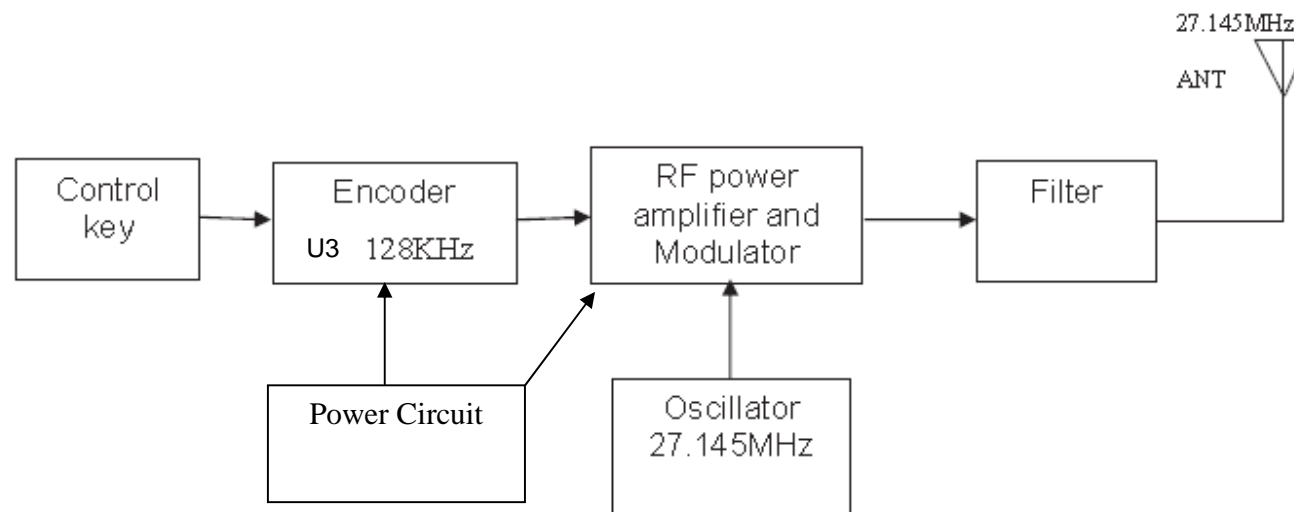 27.145MHz
ANT
Control
key
Encoder
U3 128KHz
RF power
amplifier and
Modulator
Filter
Power Circuit
Oscillator
27.145MHz